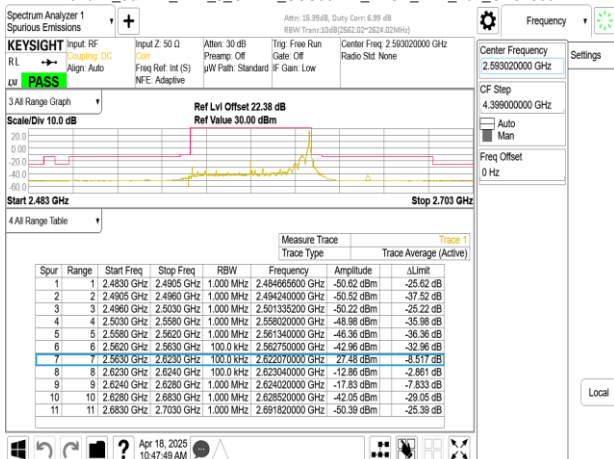 Spectrum Analyzer 1
Spurious Emissions
Attn: 15.39dB, Duty Corr: 6.99 dB
RBW Trans:10dB(2562.02~2624.02MHz)
Frequency
KEYSIGHT
Input: RF
Input Z: 50 Ω
Atten: 30 dB
Trig: Free Run
Center Freq: 2.593020000 GHz
RL
Coupling: DC
Corr
Preamp: Off
Gate: Off
Radio Std: None
Align: Auto
Freq Ref: Int (S)
µW Path: Standard
IF Gain: Low
PASS
NFE: Adaptive
Center Frequency
2.593020000 GHz
Settings
CF Step
4.399000000 GHz
Auto
Man
Freq Offset
0 Hz
3 All Range Graph
Ref Lvl Offset 22.38 dB
Scale/Div 10.0 dB
Ref Value 30.00 dBm
20.0
0.00
-20.0
-40.0
-60.0
Start 2.483 GHz
Stop 2.703 GHz
4 All Range Table
Measure Trace Trace 1
Trace Type Trace Average (Active)
Spur Range Start Freq Stop Freq RBW Frequency Amplitude ΔLimit
1 1 2.4830 GHz 2.4905 GHz 1.000 MHz 2.484665600 GHz -50.62 dBm -25.62 dB
2 2 2.4905 GHz 2.4960 GHz 1.000 MHz 2.494240000 GHz -50.52 dBm -37.52 dB
3 3 2.4960 GHz 2.5030 GHz 1.000 MHz 2.501335200 GHz -50.22 dBm -25.22 dB
4 4 2.5030 GHz 2.5580 GHz 1.000 MHz 2.558020000 GHz -48.98 dBm -35.98 dB
5 5 2.5580 GHz 2.5620 GHz 1.000 MHz 2.561340000 GHz -46.36 dBm -36.36 dB
6 6 2.5620 GHz 2.5630 GHz 100.0 kHz 2.562750000 GHz -42.96 dBm -32.96 dB
7 7 2.5630 GHz 2.6230 GHz 100.0 kHz 2.622070000 GHz 27.48 dBm -8.517 dB
8 8 2.6230 GHz 2.6240 GHz 100.0 kHz 2.623040000 GHz -12.86 dBm -2.861 dB
9 9 2.6240 GHz 2.6280 GHz 1.000 MHz 2.624020000 GHz -17.83 dBm -7.833 dB
10 10 2.6280 GHz 2.6830 GHz 1.000 MHz 2.628520000 GHz -42.05 dBm -29.05 dB
11 11 2.6830 GHz 2.7030 GHz 1.000 MHz 2.691820000 GHz -50.39 dBm -25.39 dB
Local
Apr 18, 2025
10:47:49 AM